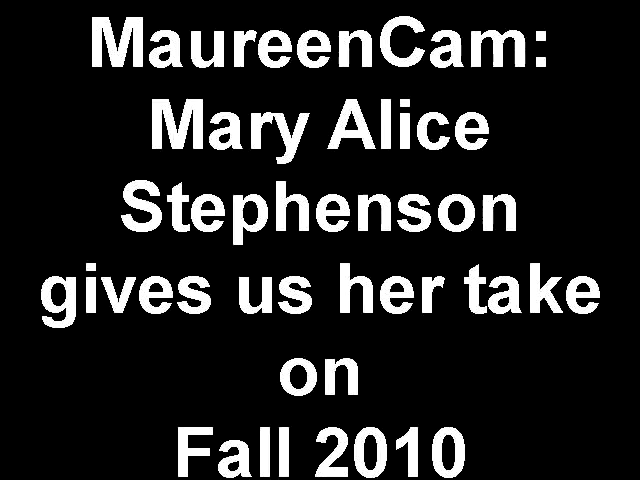 MaureenCam:
Mary Alice
Stephenson
gives us her take
on
Fall 2010